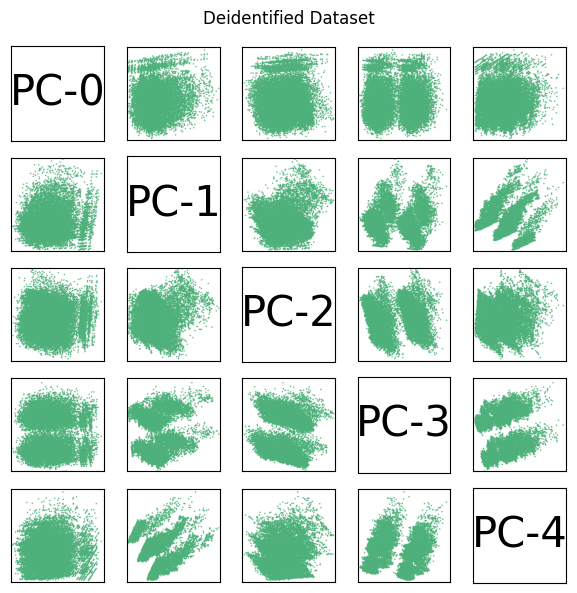 Deidentified Dataset
PC-0
PC-1
PC-2
PC-3
PC-4